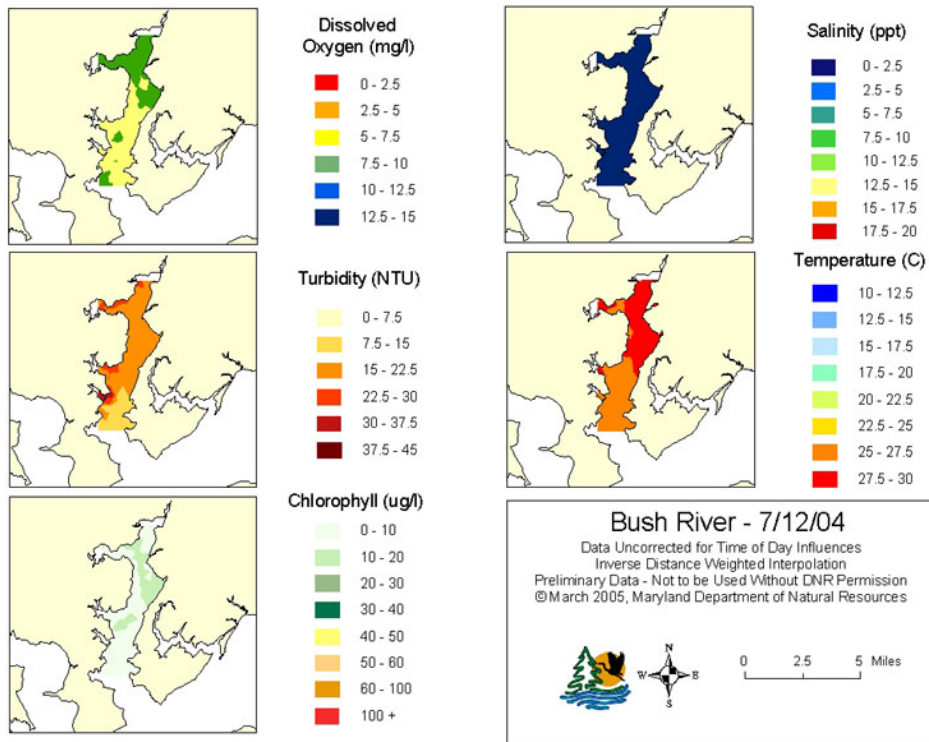 Dissolved
Oxygen (mg/l)
0 - 2.5
2.5 - 5
5 - 7.5
7.5 - 10
10 - 12.5
12.5 - 15
Salinity (ppt)
0 - 2.5
2.5 - 5
5 - 7.5
7.5 - 10
10 - 12.5
12.5 - 15
15 - 17.5
17.5 - 20
Turbidity (NTU)
0 - 7.5
7.5 - 15
15 - 22.5
22.5 - 30
30 - 37.5
37.5 - 45
Temperature (C)
10 - 12.5
12.5 - 15
15 - 17.5
17.5 - 20
20 - 22.5
22.5 - 25
25 - 27.5
27.5 - 30
Chlorophyll (ug/l)
0 - 10
10 - 20
20 - 30
30 - 40
40 - 50
50 - 60
60 - 100
100 +
Bush River - 7/12/04
Data Uncorrected for Time of Day Influences
Inverse Distance Weighted Interpolation
Preliminary Data - Not to be Used Without DNR Permission
©March 2005, Maryland Department of Natural Resources
N
W E
S
0 2.5 5 Miles